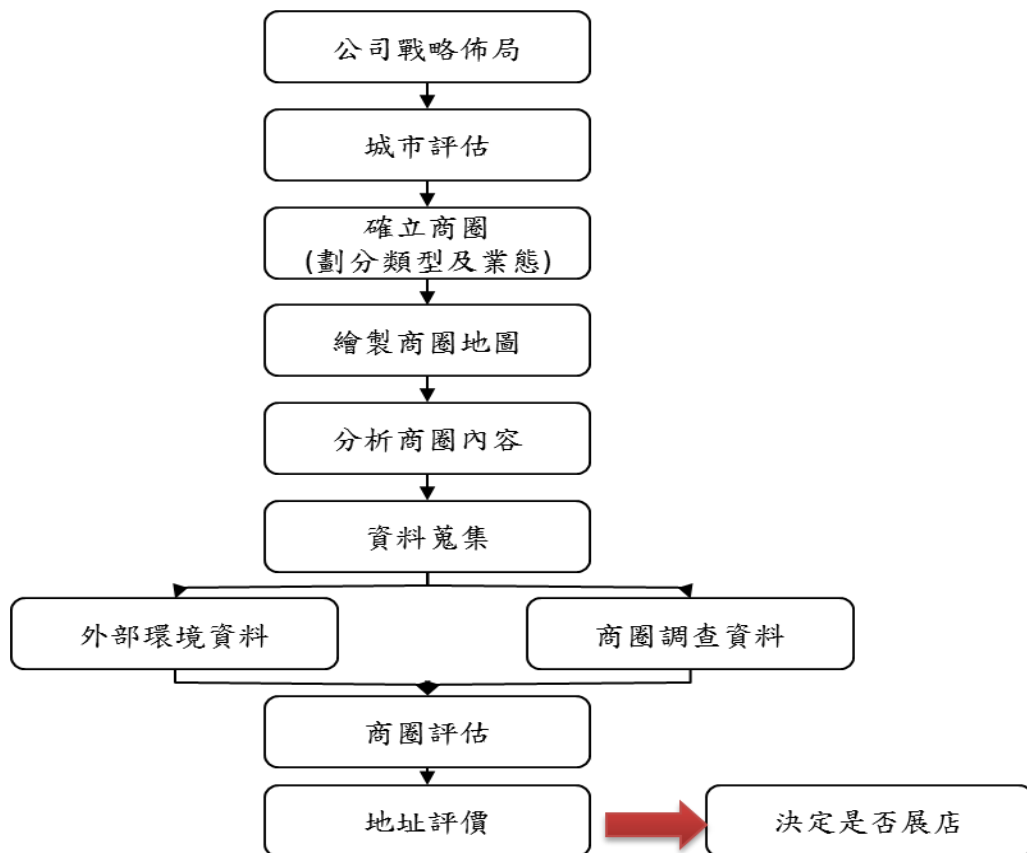 公司戰略佈局
城市評估
確立商圈
(劃分類型及業態)
繪製商圈地圖
分析商圈內容
資料蒐集
外部環境資料
商圈調查資料
商圈評估
地址評價
決定是否展店